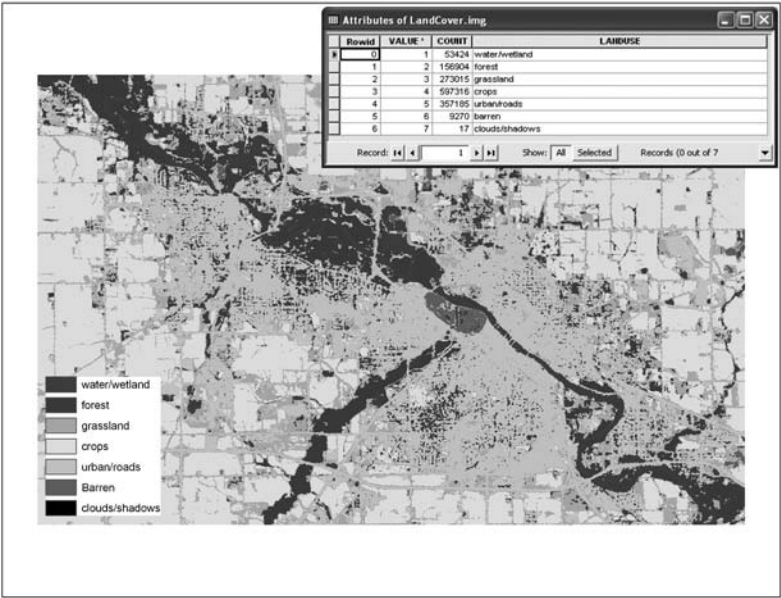 Attributes of LandCover.img
Rowid VALUE * COUNT LANDUSE
0 1 53424 water/wetland
1 2 156904 forest
2 3 273015 grassland
3 4 597316 crops
4 5 357185 urban/roads
5 6 9270 barren
6 7 17 clouds/shadows
Record: 1 Show: All Selected Records (0 out of 7
water/wetland
forest
grassland
crops
urban/roads
Barren
clouds/shadows